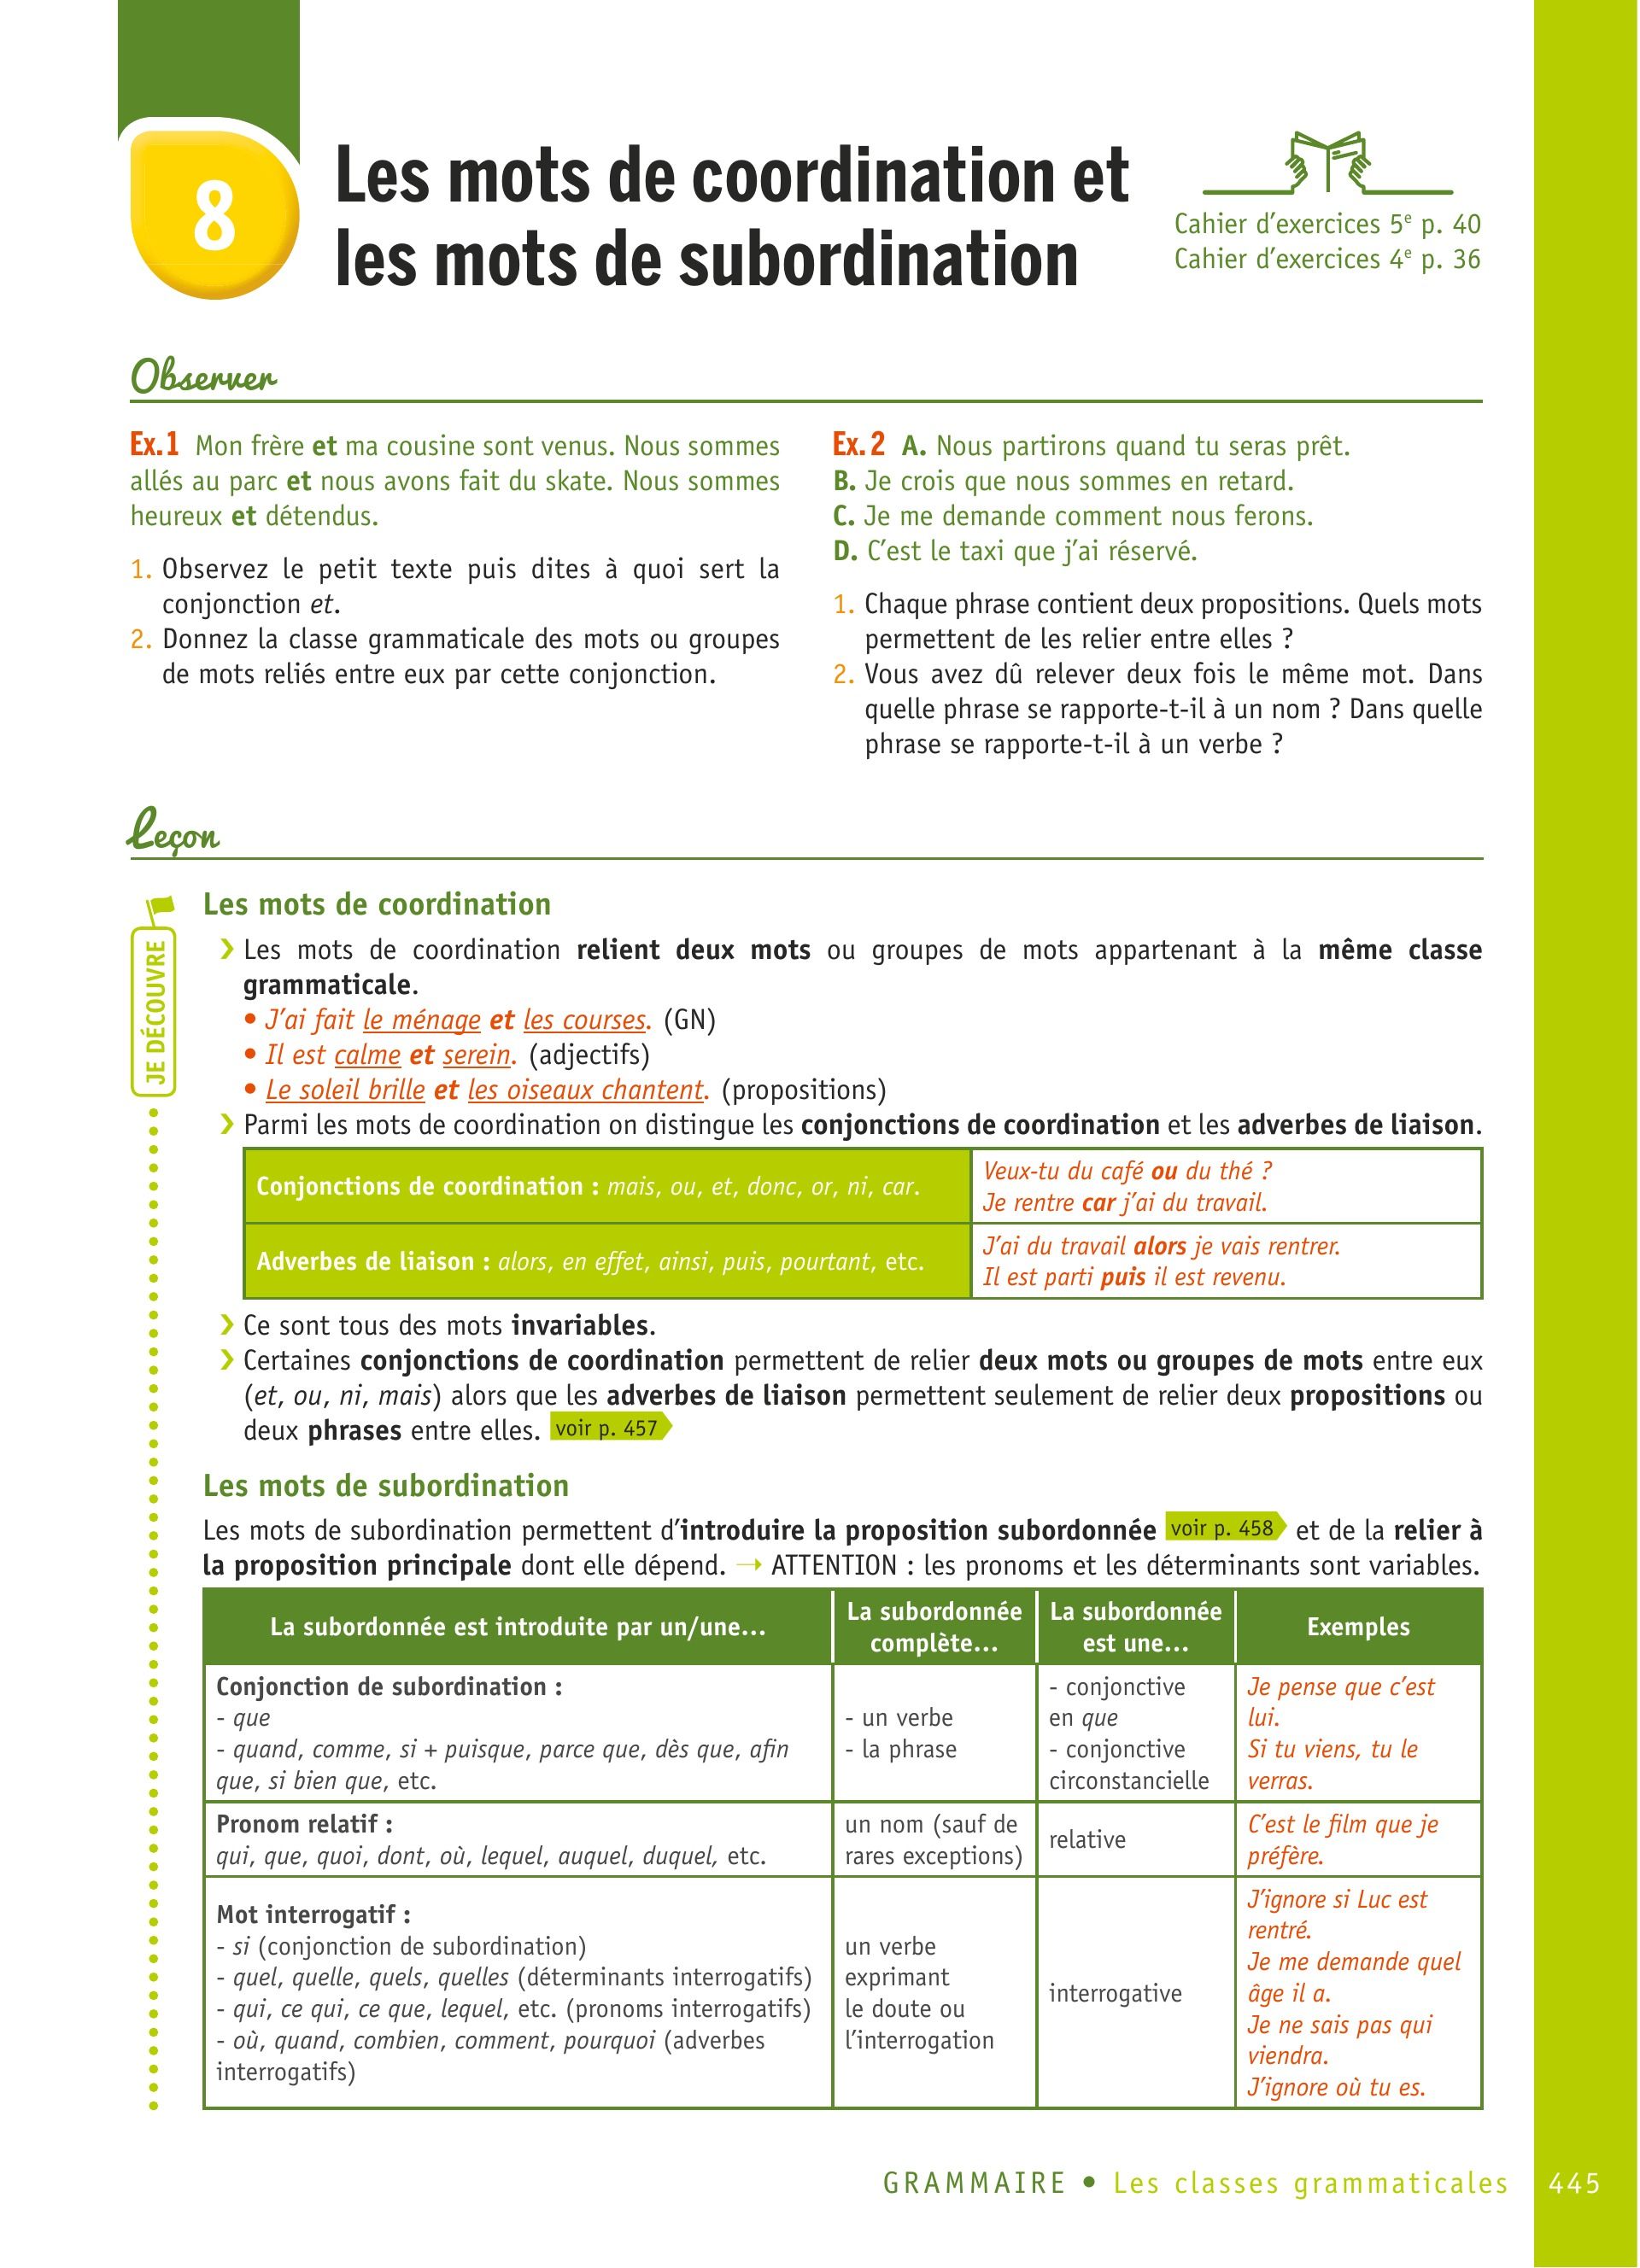 8
Les mots de coordination et
les mots de subordination
Cahier d'exercices 5e p. 40
Cahier d'exercices 4e p. 36
Observer
Ex.1 Mon frère et ma cousine sont venus. Nous sommes
allés au parc et nous avons fait du skate. Nous sommes
heureux et détendus.
1. Observez le petit texte puis dites à quoi sert la
conjonction et.
2. Donnez la classe grammaticale des mots ou groupes
de mots reliés entre eux par cette conjonction.
Ex.2 A. Nous partirons quand tu seras prêt.
B. Je crois que nous sommes en retard.
C. Je me demande comment nous ferons.
D. C'est le taxi que j'ai réservé.
1. Chaque phrase contient deux propositions. Quels mots
permettent de les relier entre elles ?
2. Vous avez dû relever deux fois le même mot. Dans
quelle phrase se rapporte-t-il à un nom ? Dans quelle
phrase se rapporte-t-il à un verbe ?
Leçon
JE DÉCOUVRE
Les mots de coordination
› Les mots de coordination relient deux mots ou groupes de mots appartenant à la même classe
grammaticale.
• J'ai fait le ménage et les courses. (GN)
• Il est calme et serein. (adjectifs)
• Le soleil brille et les oiseaux chantent. (propositions)
› Parmi les mots de coordination on distingue les conjonctions de coordination et les adverbes de liaison.
Conjonctions de coordination : mais, ou, et, donc, or, ni, car.
Veux-tu du café ou du thé ?
Je rentre car j'ai du travail.
Adverbes de liaison : alors, en effet, ainsi, puis, pourtant, etc.
J'ai du travail alors je vais rentrer.
Il est parti puis il est revenu.
› Ce sont tous des mots invariables.
› Certaines conjonctions de coordination permettent de relier deux mots ou groupes de mots entre eux
(et, ou, ni, mais) alors que les adverbes de liaison permettent seulement de relier deux propositions ou
deux phrases entre elles. voir p. 457
Les mots de subordination
Les mots de subordination permettent d'introduire la proposition subordonnée voir p. 458 et de la relier à
la proposition principale dont elle dépend. → ATTENTION : les pronoms et les déterminants sont variables.
La subordonnée est introduite par un/une…
La subordonnée
complète…
La subordonnée
est une…
Exemples
Conjonction de subordination :
- que
- quand, comme, si + puisque, parce que, dès que, afin
que, si bien que, etc.
- un verbe
- la phrase
- conjonctive
en que
- conjonctive
circonstancielle
Je pense que c'est
lui.
Si tu viens, tu le
verras.
Pronom relatif :
qui, que, quoi, dont, où, lequel, auquel, duquel, etc.
un nom (sauf de
rares exceptions)
relative
C'est le film que je
préfère.
Mot interrogatif :
- si (conjonction de subordination)
- quel, quelle, quels, quelles (déterminants interrogatifs)
- qui, ce qui, ce que, lequel, etc. (pronoms interrogatifs)
- où, quand, combien, comment, pourquoi (adverbes
interrogatifs)
un verbe
exprimant
le doute ou
l'interrogation
interrogative
J'ignore si Luc est
rentré.
Je me demande quel
âge il a.
Je ne sais pas qui
viendra.
J'ignore où tu es.
GRAMMAIRE • Les classes grammaticales 445